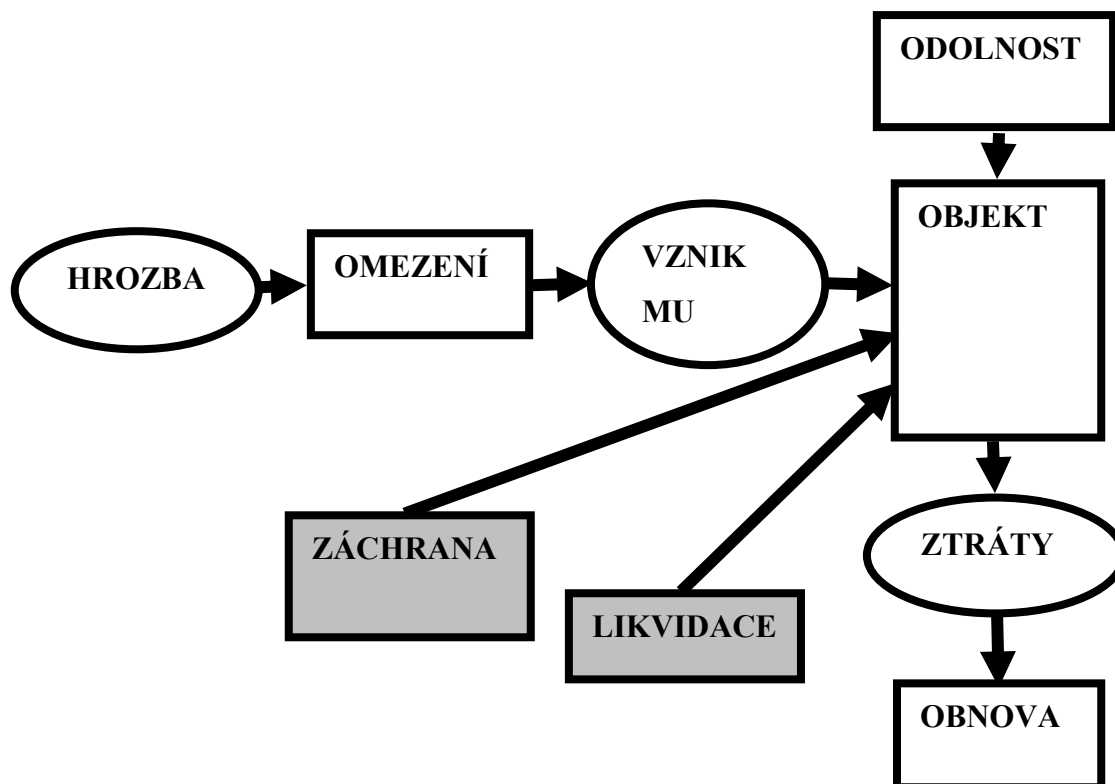 ODOLNOST
OBJEKT
HROZBA
OMEZENÍ
VZNIK
MU
ZÁCHRANA
LIKVIDACE
ZTRÁTY
OBNOVA